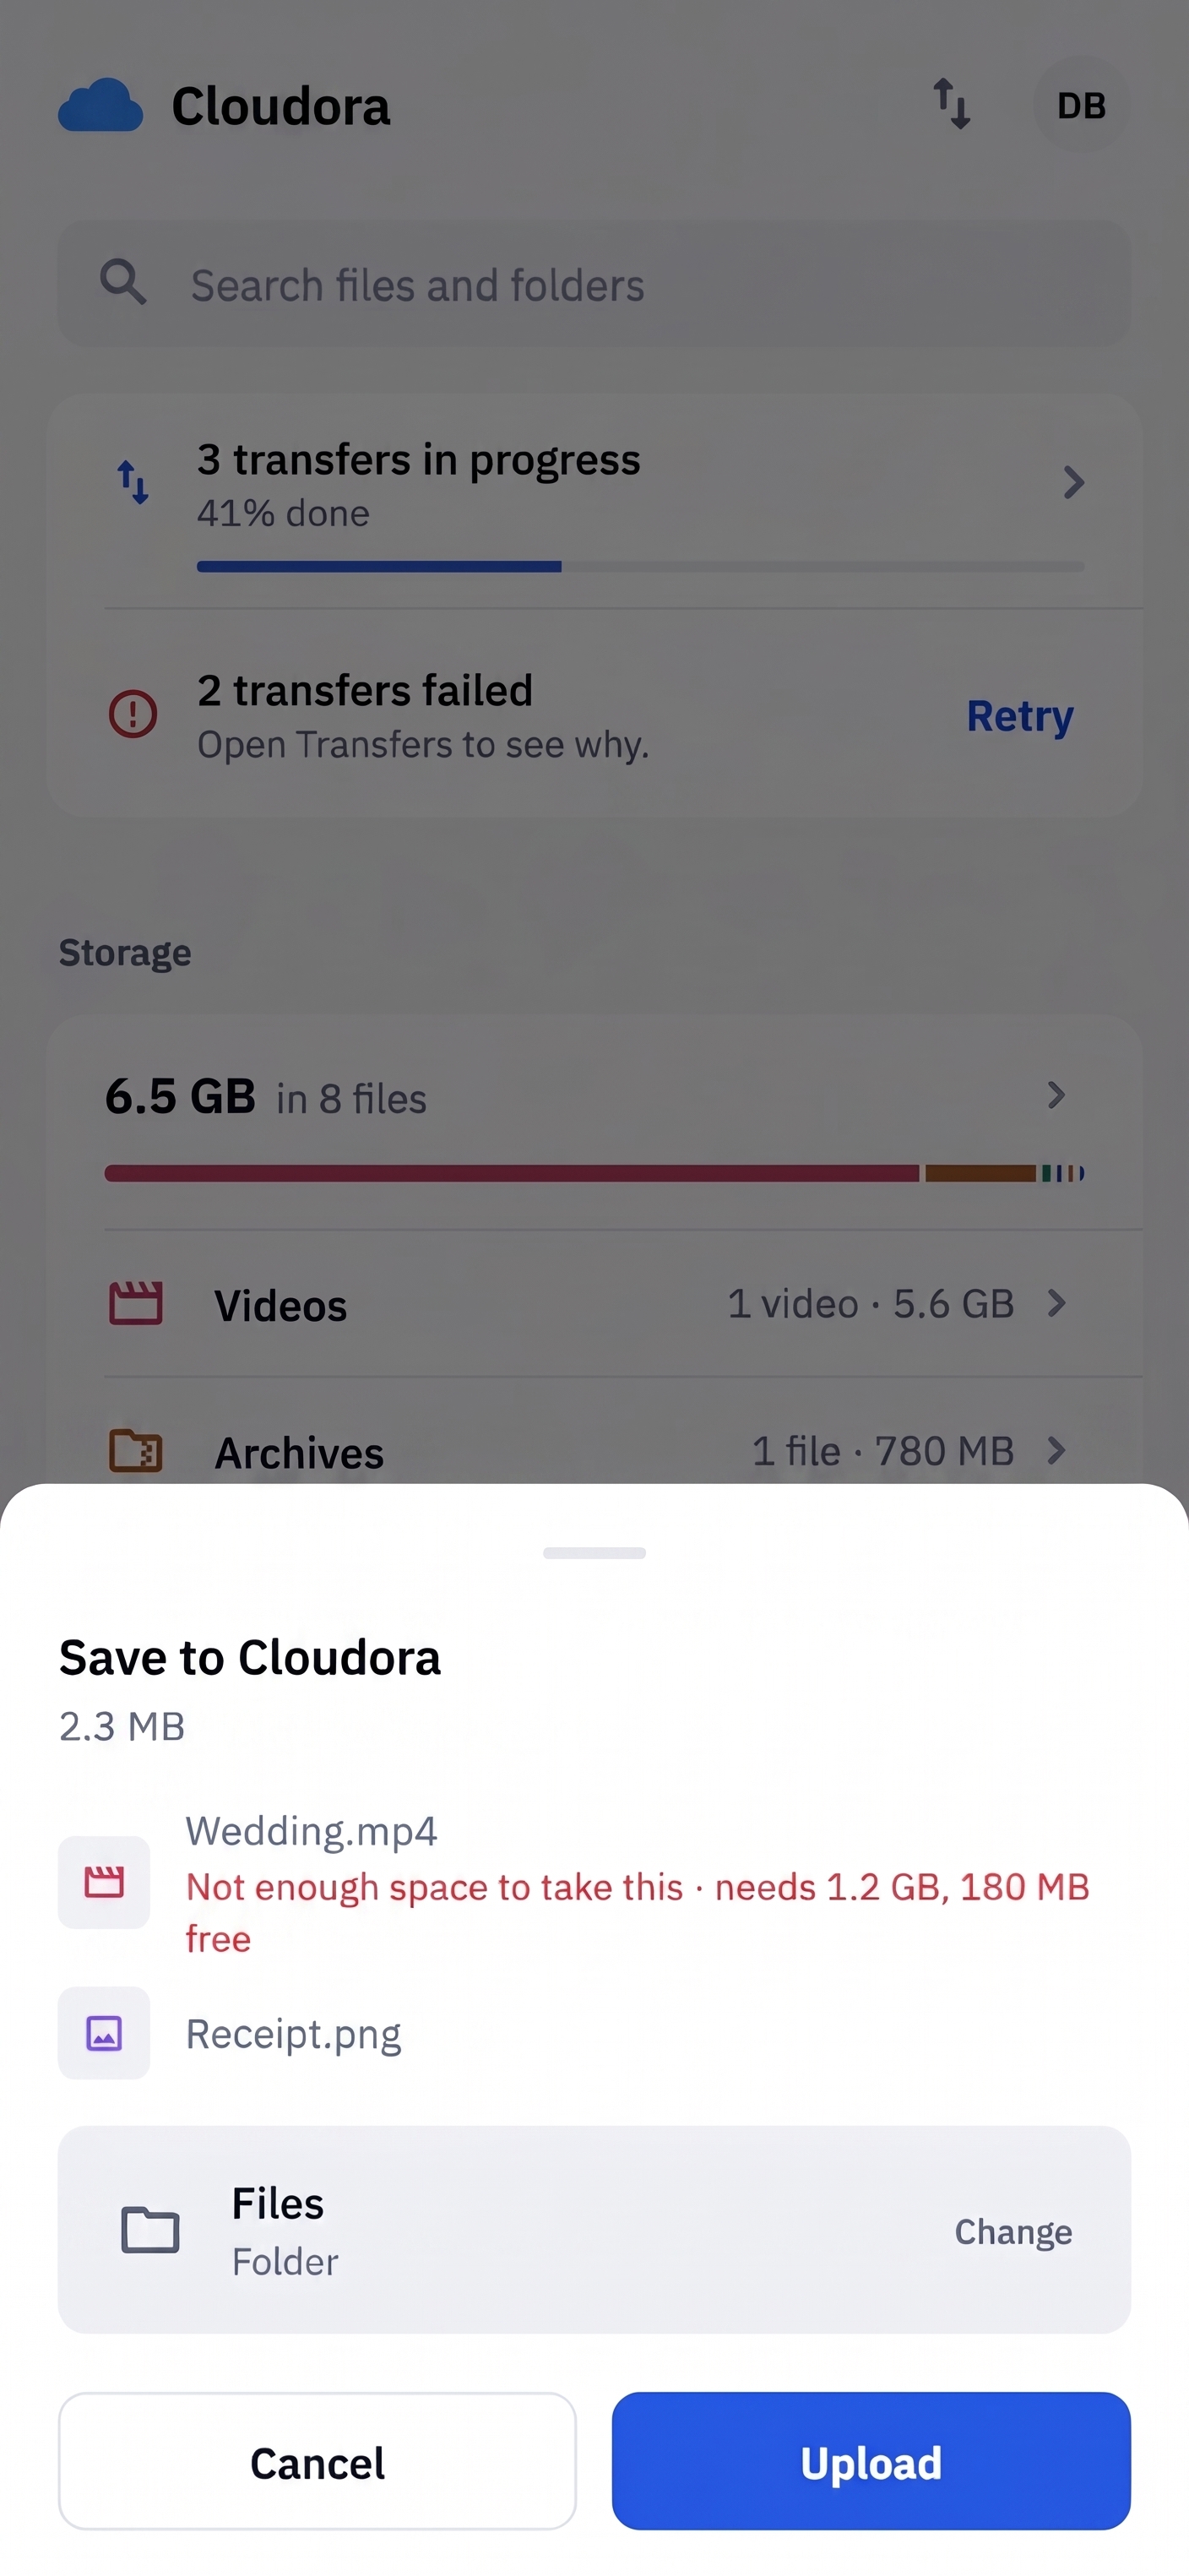 Cloudora
DB
Search files and folders
3 transfers in progress
41% done
2 transfers failed
Open Transfers to see why.
Retry
Storage
6.5 GB in 8 files
Videos
1 video · 5.6 GB
Archives
1 file · 780 MB
Save to Cloudora
2.3 MB
Wedding.mp4
Not enough space to take this · needs 1.2 GB, 180 MB
free
Receipt.png
Files
Folder
Change
Cancel
Upload